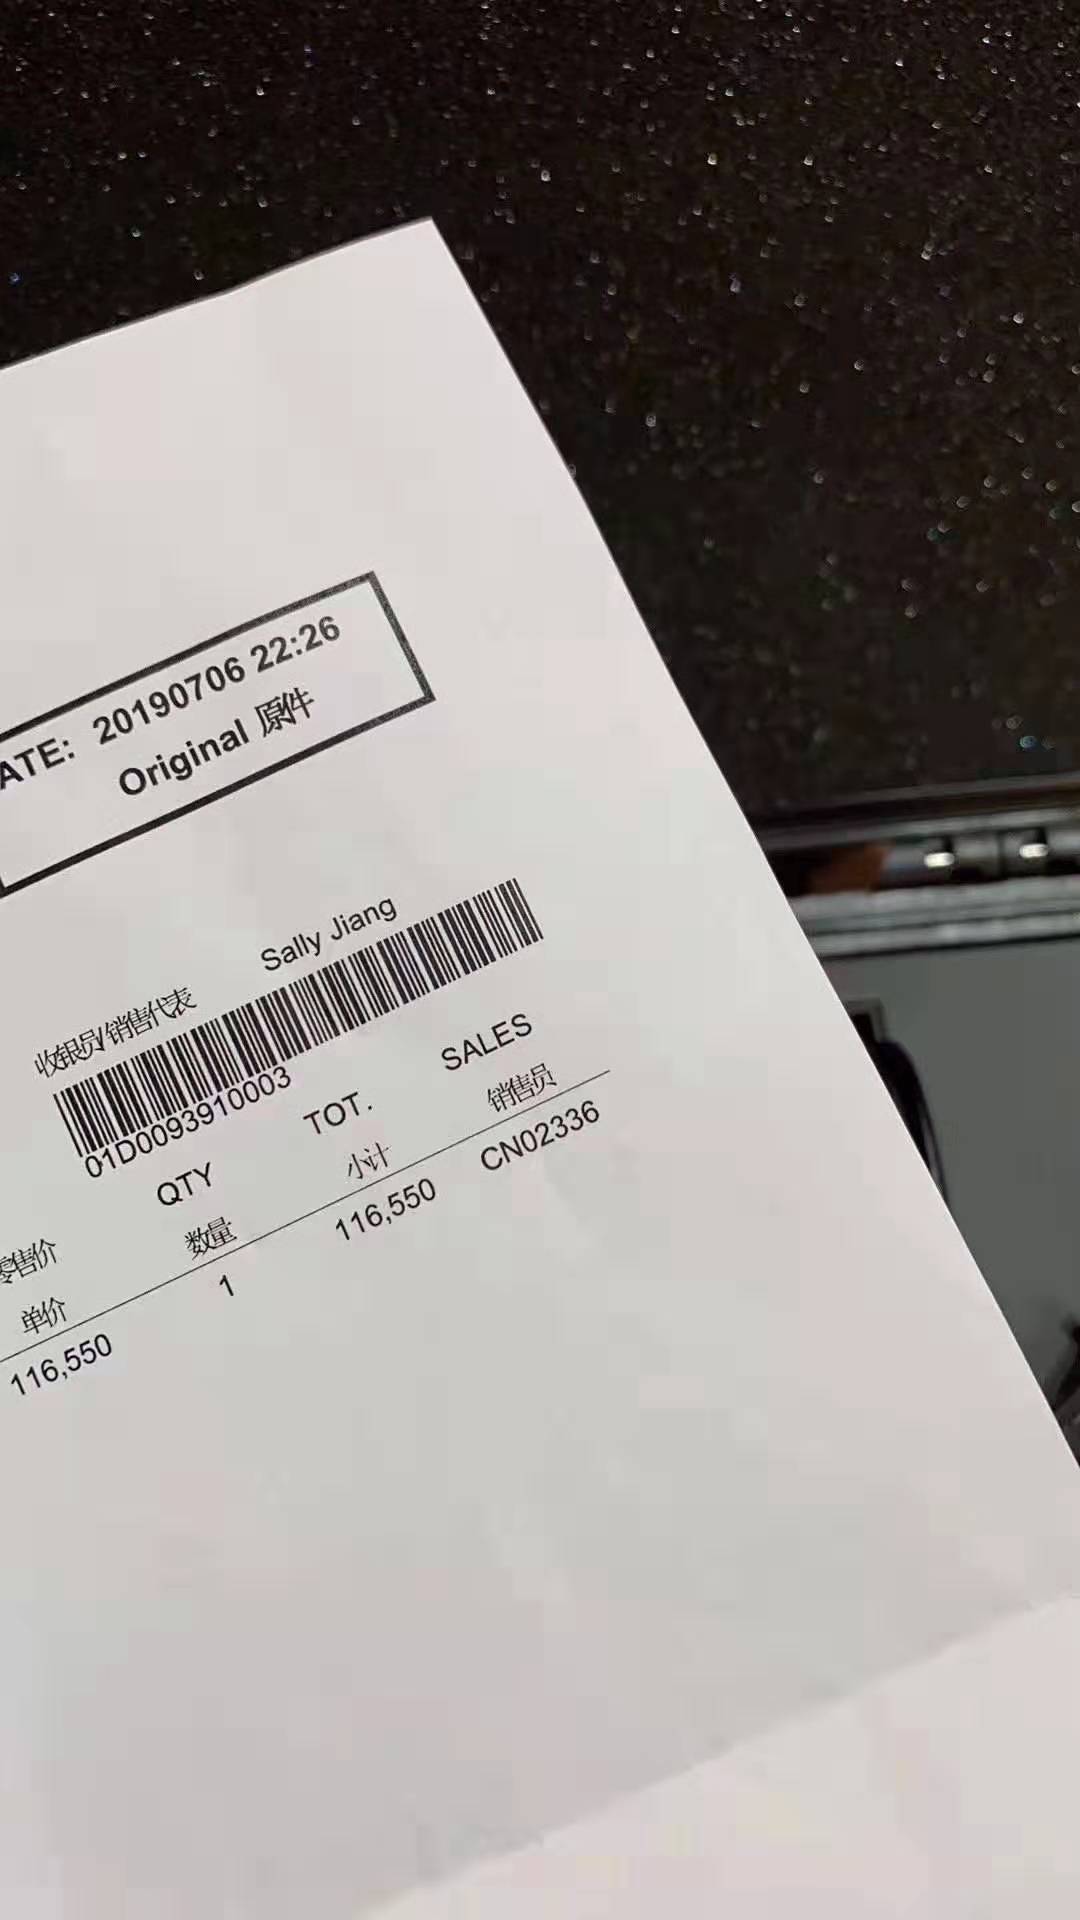 ATE: 20190706 22:26
Original 原件
收银员/销售代表 Sally Jiang
01D0093910003
QTY TOT. SALES
零售价 数量 小计 销售员
单价 1 116,550 CN02336
116,550